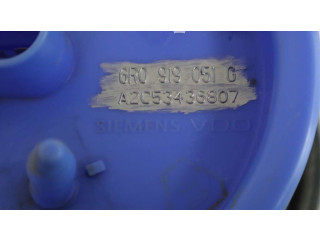 6R0 919 051 G
A2C53436807
SIEMENS VDO